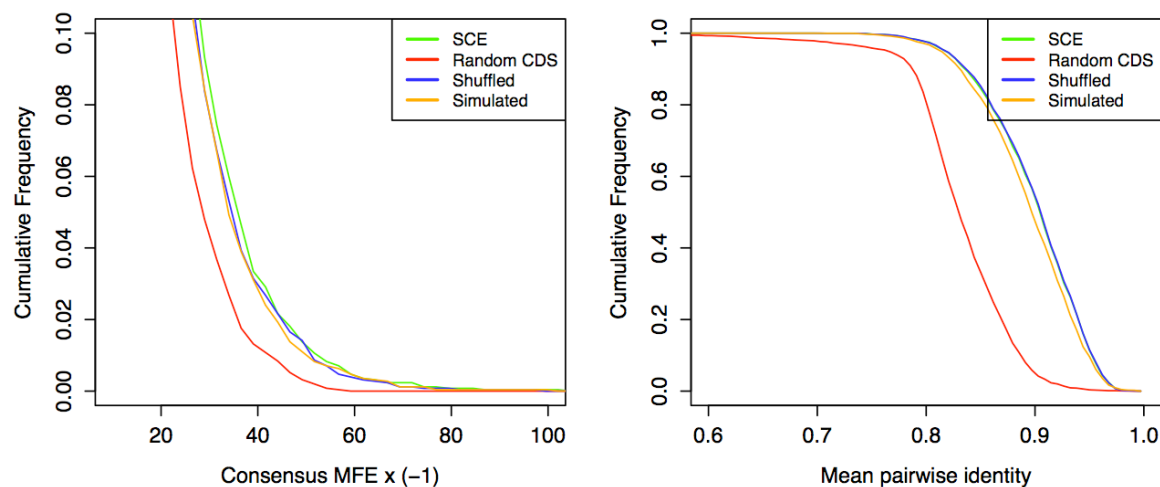 Cumulative Frequency
0.10
0.08
0.06
0.04
0.02
0.00
SCE
Random CDS
Shuffled
Simulated
20 40 60 80 100
Consensus MFE x (−1)
Cumulative Frequency
1.0
0.8
0.6
0.4
0.2
0.0
SCE
Random CDS
Shuffled
Simulated
0.6 0.7 0.8 0.9 1.0
Mean pairwise identity